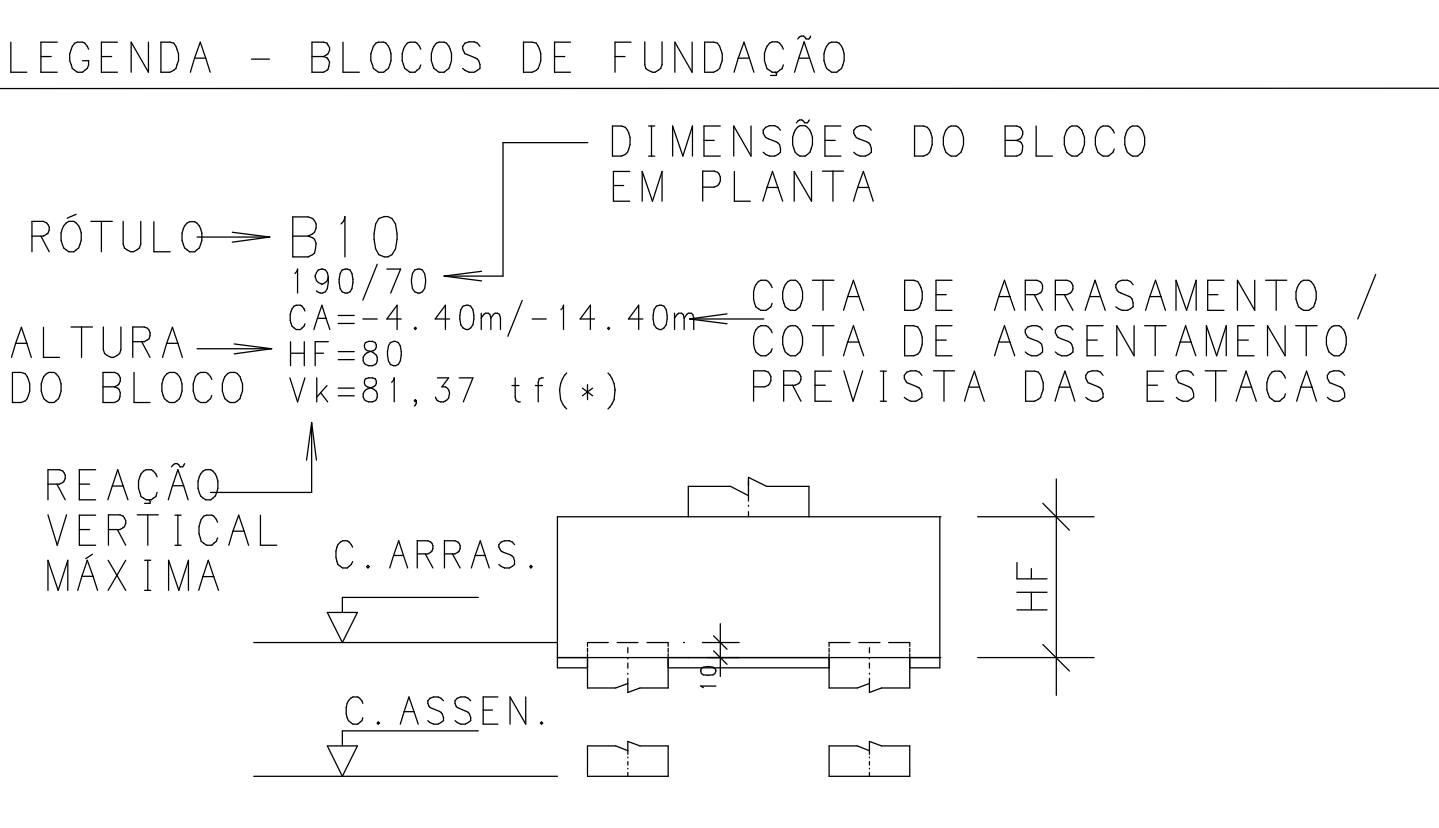 LEGENDA - BLOCOS DE FUNDAÇÃO
DIMENSÕES DO BLOCO
EM PLANTA
RÓTULO
B10
190/70
CA=-4.40m/-14.40m
HF=80
Vk=81,37 tf(*)
COTA DE ARRASAMENTO /
COTA DE ASSENTAMENTO
PREVISTA DAS ESTACAS
ALTURA
DO BLOCO
REAÇÃO
VERTICAL
MÁXIMA
C. ARRAS.
HF
10
C. ASSEN.